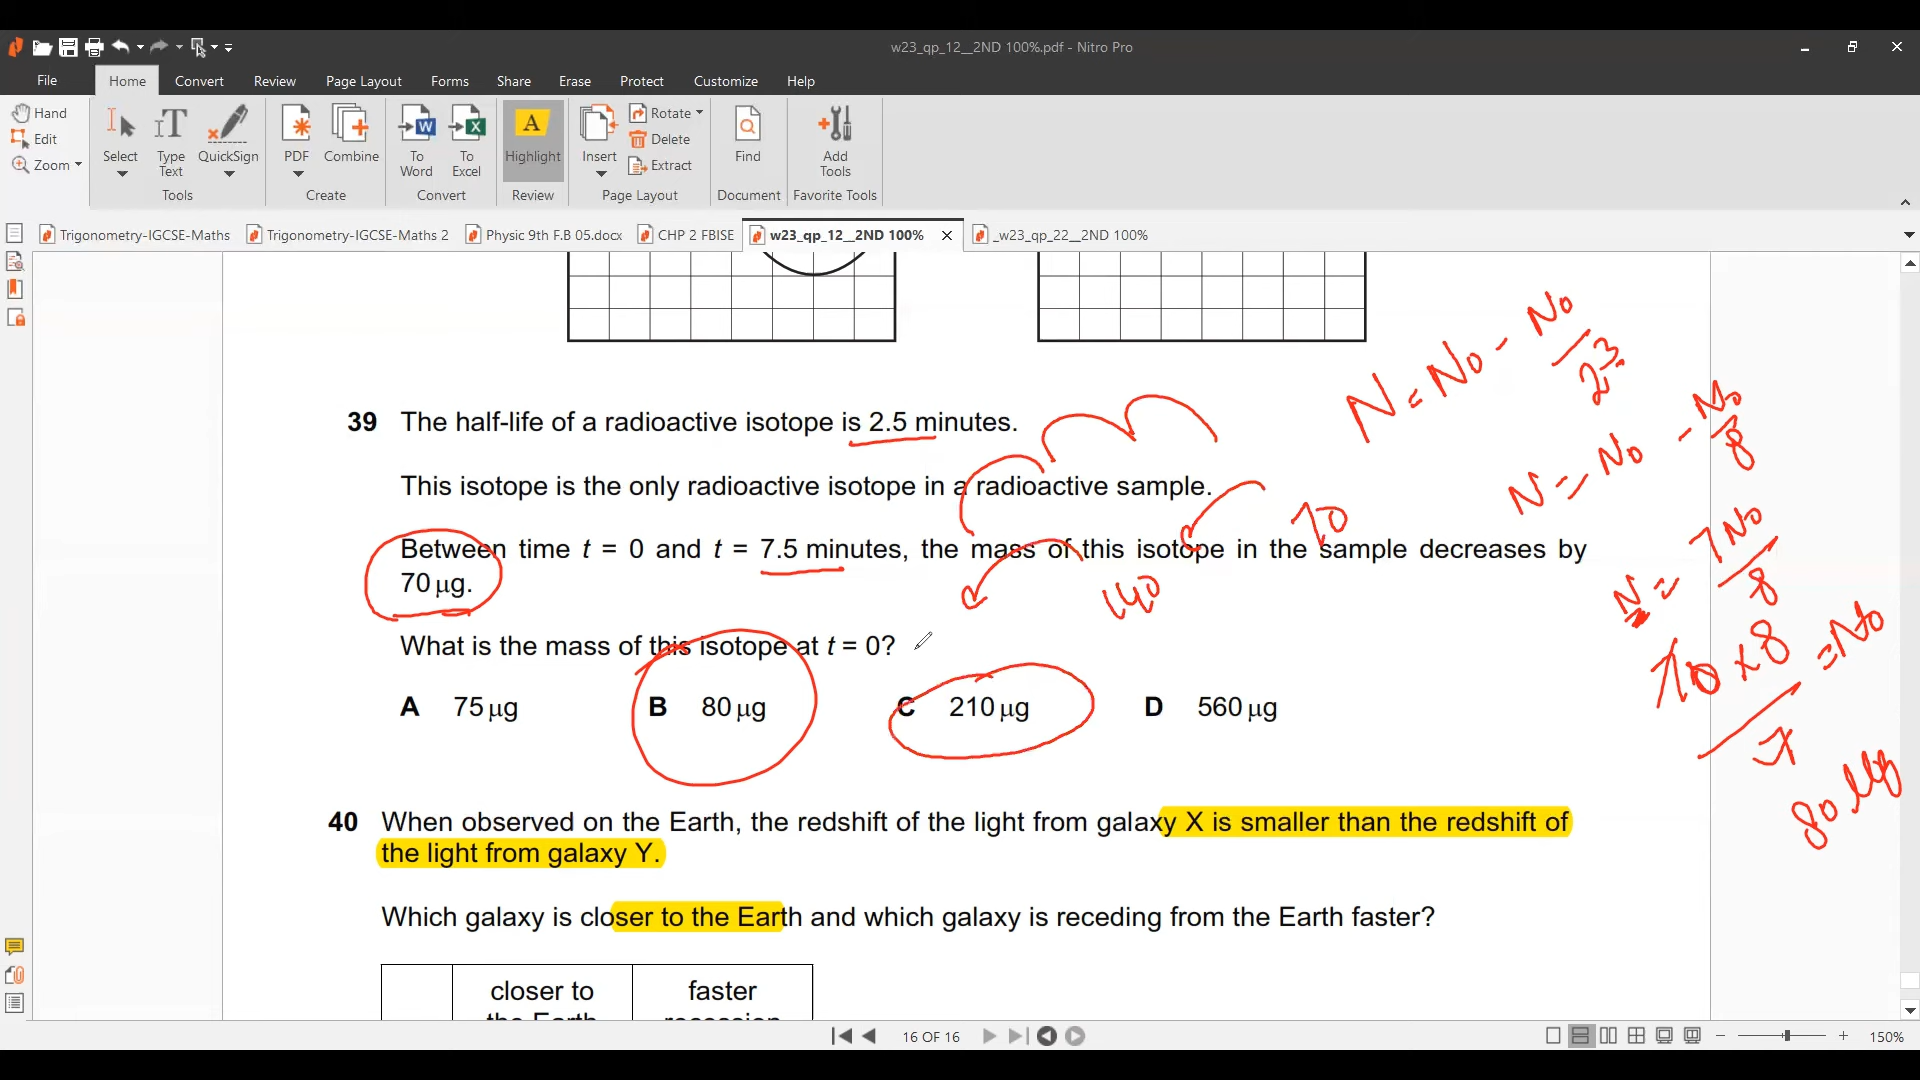 w23_qp_12__2ND 100%.pdf - Nitro Pro
File Home Convert Review Page Layout Forms Share Erase Protect Customize Help
Hand
Edit
Zoom
Select
Type Text
QuickSign
Tools
PDF
Combine
Create
To Word
To Excel
Convert
Highlight
Review
Insert
Rotate
Delete
Extract
Page Layout
Find
Document
Add Tools
Favorite Tools
Trigonometry-IGCSE-Maths
Trigonometry-IGCSE-Maths 2
Physic 9th F.B 05.docx
CHP 2 FBISE
w23_qp_12__2ND 100%
_w23_qp_22__2ND 100%
N = No - No/2³
39 The half-life of a radioactive isotope is 2.5 minutes.
N = No - No/8
This isotope is the only radioactive isotope in a radioactive sample.
70
Between time t = 0 and t = 7.5 minutes, the mass of this isotope in the sample decreases by
70 µg.
140
N = 7No/8
What is the mass of this isotope at t = 0?
70 x 8/7 = No
A 75 µg B 80 µg C 210 µg D 560 µg
80 µg
40 When observed on the Earth, the redshift of the light from galaxy X is smaller than the redshift of
the light from galaxy Y.
Which galaxy is closer to the Earth and which galaxy is receding from the Earth faster?
closer to faster
the Earth recession
16 OF 16
150%